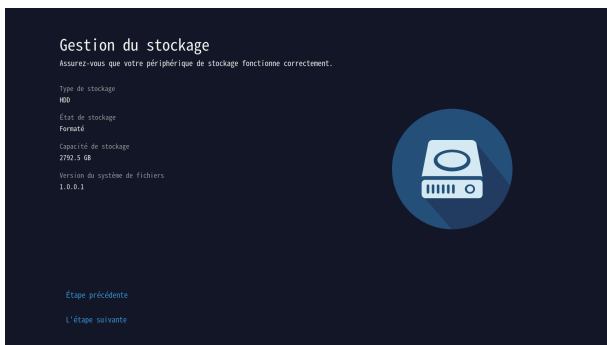 Gestion du stockage
Assurez-vous que votre périphérique de stockage fonctionne correctement.
Type de stockage
HDD
État de stockage
Formaté
Capacité de stockage
2792.5 GB
Version du système de fichiers
1.0.0.1
Étape précédente
L'étape suivante